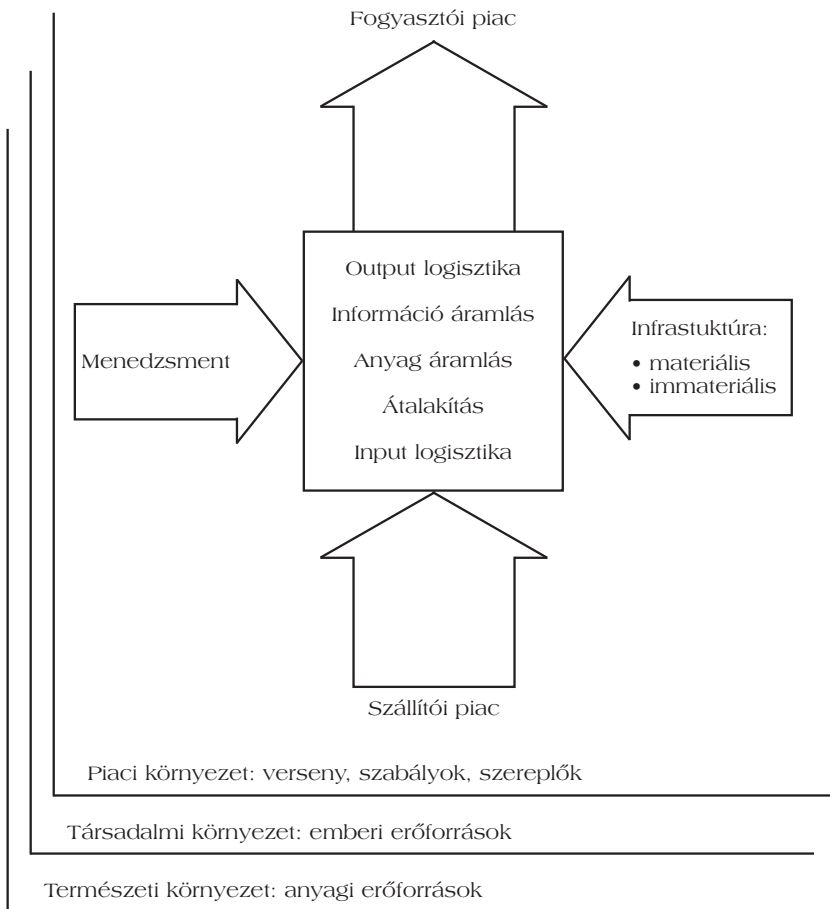 Fogyasztói piac
Output logisztika
Információ áramlás
Anyag áramlás
Átalakítás
Input logisztika
Menedzsment
Infrastuktúra:
• materiális
• immateriális
Szállítói piac
Piaci környezet: verseny, szabályok, szereplők
Társadalmi környezet: emberi erőforrások
Természeti környezet: anyagi erőforrások